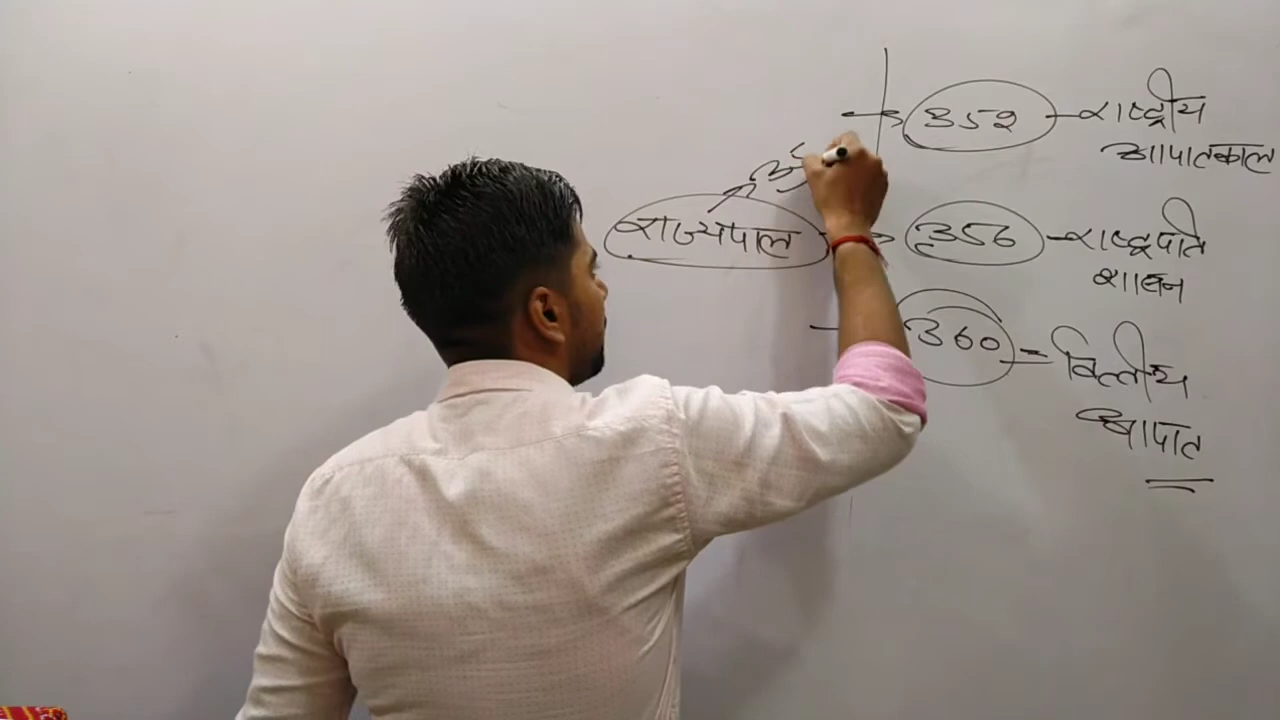 352 राष्ट्रीय
आपातकाल
राज्यपाल 356 राष्ट्रपति
शासन
360 = वित्तीय
आपात